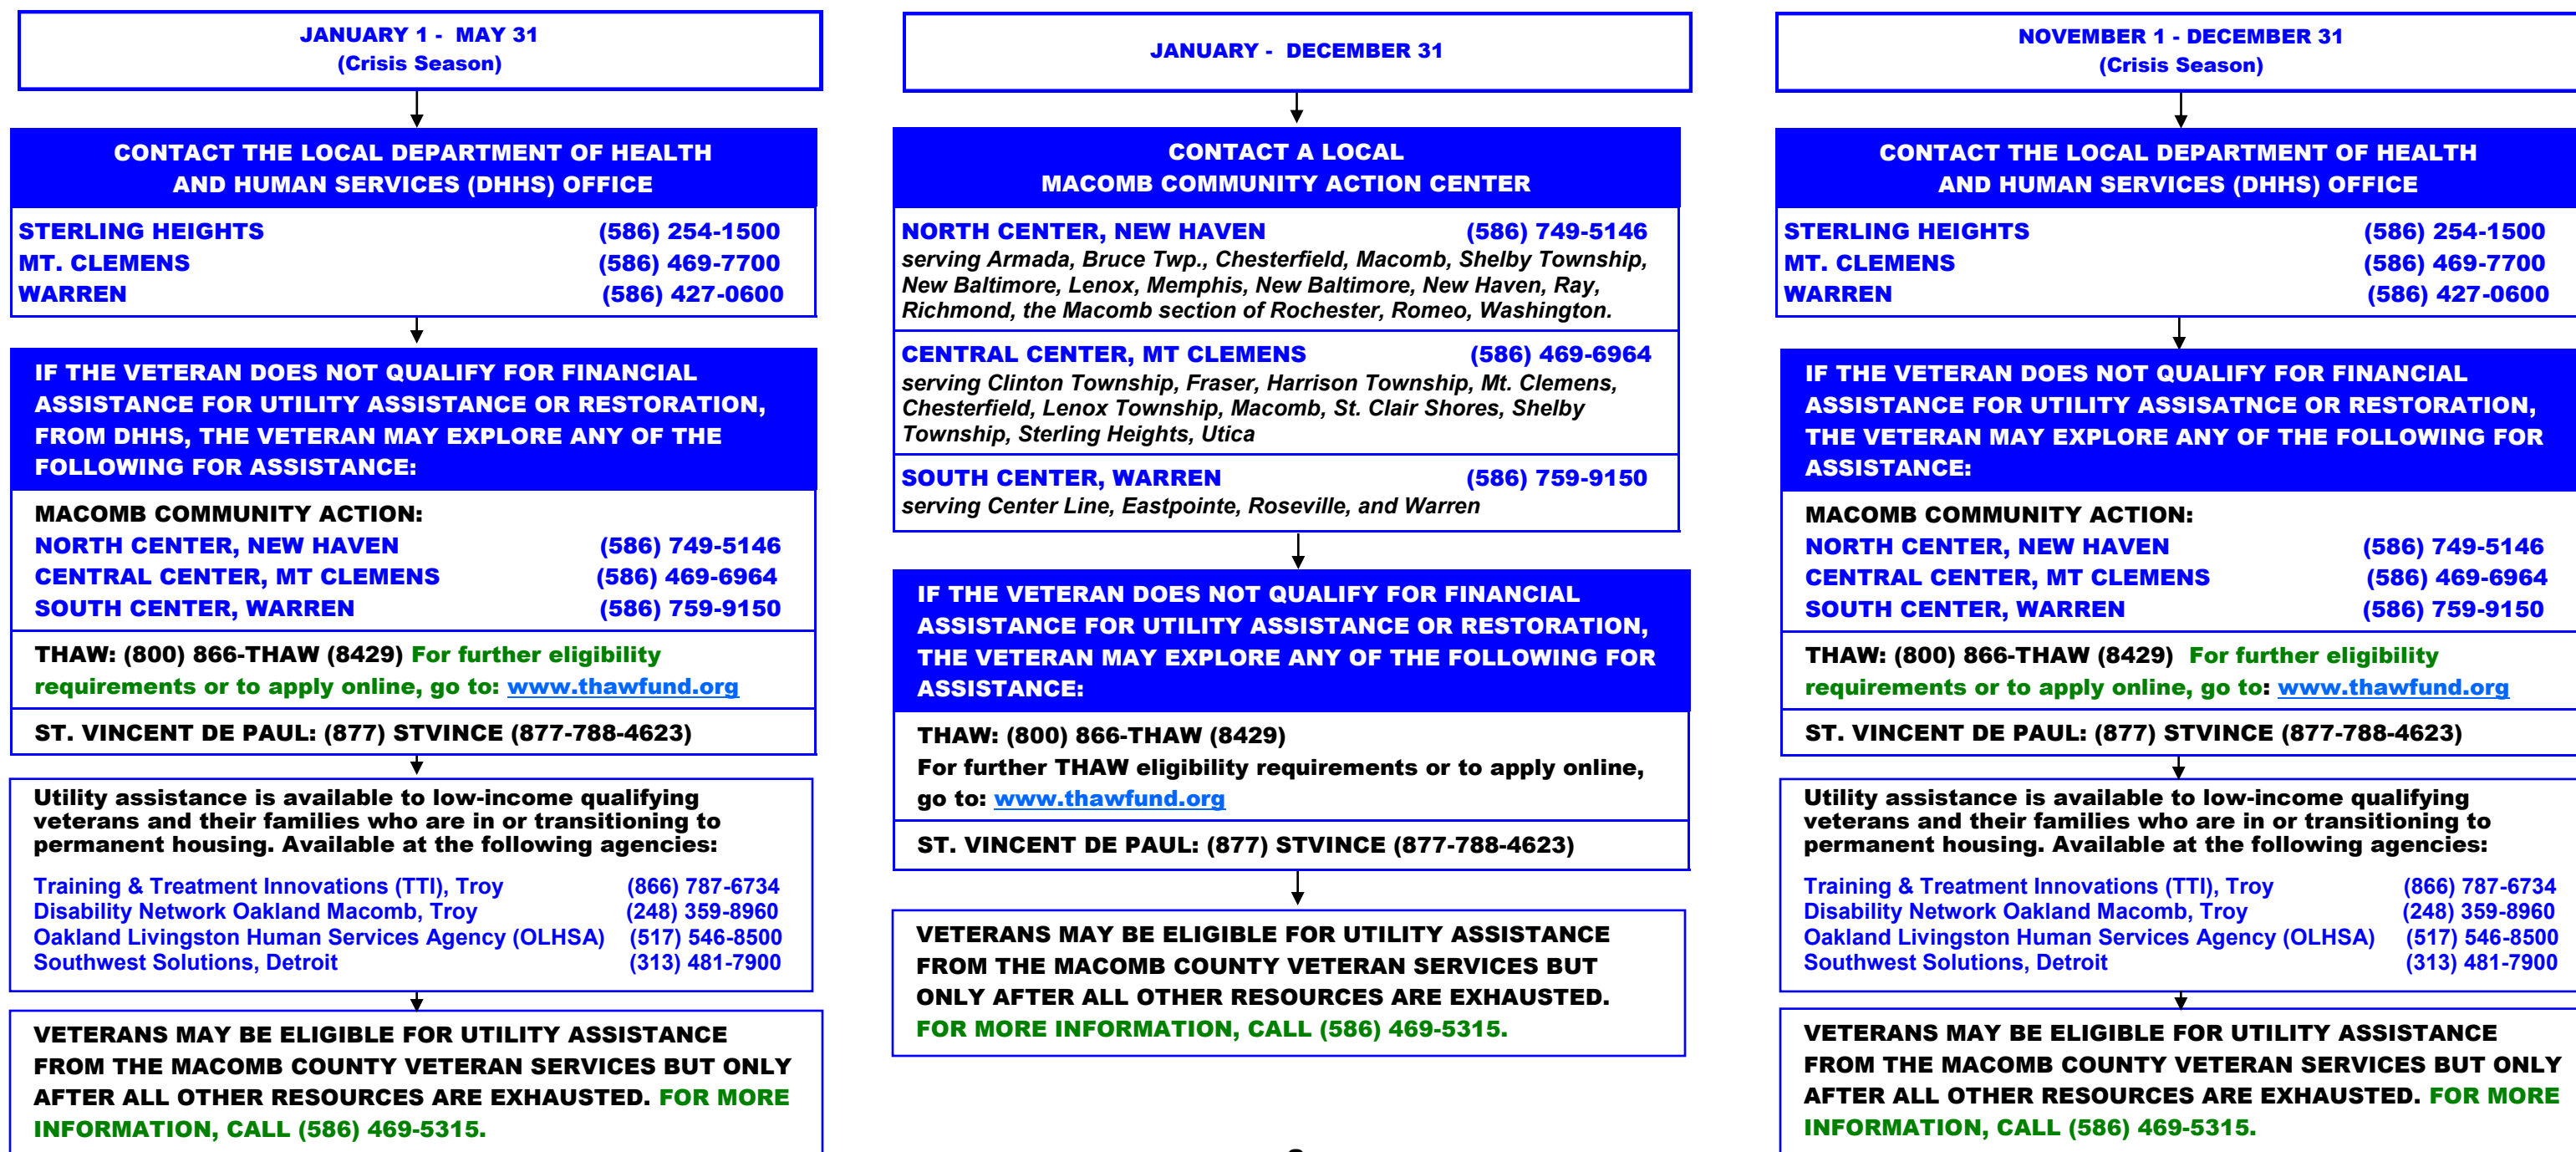 JANUARY 1 - MAY 31
(Crisis Season)
CONTACT THE LOCAL DEPARTMENT OF HEALTH
AND HUMAN SERVICES (DHHS) OFFICE
STERLING HEIGHTS (586) 254-1500
MT. CLEMENS (586) 469-7700
WARREN (586) 427-0600
IF THE VETERAN DOES NOT QUALIFY FOR FINANCIAL
ASSISTANCE FOR UTILITY ASSISTANCE OR RESTORATION,
FROM DHHS, THE VETERAN MAY EXPLORE ANY OF THE
FOLLOWING FOR ASSISTANCE:
MACOMB COMMUNITY ACTION:
NORTH CENTER, NEW HAVEN (586) 749-5146
CENTRAL CENTER, MT CLEMENS (586) 469-6964
SOUTH CENTER, WARREN (586) 759-9150
THAW: (800) 866-THAW (8429) For further eligibility
requirements or to apply online, go to: www.thawfund.org
ST. VINCENT DE PAUL: (877) STVINCE (877-788-4623)
Utility assistance is available to low-income qualifying
veterans and their families who are in or transitioning to
permanent housing. Available at the following agencies:
Training & Treatment Innovations (TTI), Troy (866) 787-6734
Disability Network Oakland Macomb, Troy (248) 359-8960
Oakland Livingston Human Services Agency (OLHSA) (517) 546-8500
Southwest Solutions, Detroit (313) 481-7900
VETERANS MAY BE ELIGIBLE FOR UTILITY ASSISTANCE
FROM THE MACOMB COUNTY VETERAN SERVICES BUT ONLY
AFTER ALL OTHER RESOURCES ARE EXHAUSTED. FOR MORE
INFORMATION, CALL (586) 469-5315.
JANUARY - DECEMBER 31
CONTACT A LOCAL
MACOMB COMMUNITY ACTION CENTER
NORTH CENTER, NEW HAVEN (586) 749-5146
serving Armada, Bruce Twp., Chesterfield, Macomb, Shelby Township,
New Baltimore, Lenox, Memphis, New Baltimore, New Haven, Ray,
Richmond, the Macomb section of Rochester, Romeo, Washington.
CENTRAL CENTER, MT CLEMENS (586) 469-6964
serving Clinton Township, Fraser, Harrison Township, Mt. Clemens,
Chesterfield, Lenox Township, Macomb, St. Clair Shores, Shelby
Township, Sterling Heights, Utica
SOUTH CENTER, WARREN (586) 759-9150
serving Center Line, Eastpointe, Roseville, and Warren
IF THE VETERAN DOES NOT QUALIFY FOR FINANCIAL
ASSISTANCE FOR UTILITY ASSISTANCE OR RESTORATION,
THE VETERAN MAY EXPLORE ANY OF THE FOLLOWING FOR
ASSISTANCE:
THAW: (800) 866-THAW (8429)
For further THAW eligibility requirements or to apply online,
go to: www.thawfund.org
ST. VINCENT DE PAUL: (877) STVINCE (877-788-4623)
VETERANS MAY BE ELIGIBLE FOR UTILITY ASSISTANCE
FROM THE MACOMB COUNTY VETERAN SERVICES BUT
ONLY AFTER ALL OTHER RESOURCES ARE EXHAUSTED.
FOR MORE INFORMATION, CALL (586) 469-5315.
NOVEMBER 1 - DECEMBER 31
(Crisis Season)
CONTACT THE LOCAL DEPARTMENT OF HEALTH
AND HUMAN SERVICES (DHHS) OFFICE
STERLING HEIGHTS (586) 254-1500
MT. CLEMENS (586) 469-7700
WARREN (586) 427-0600
IF THE VETERAN DOES NOT QUALIFY FOR FINANCIAL
ASSISTANCE FOR UTILITY ASSISATNCE OR RESTORATION,
THE VETERAN MAY EXPLORE ANY OF THE FOLLOWING FOR
ASSISTANCE:
MACOMB COMMUNITY ACTION:
NORTH CENTER, NEW HAVEN (586) 749-5146
CENTRAL CENTER, MT CLEMENS (586) 469-6964
SOUTH CENTER, WARREN (586) 759-9150
THAW: (800) 866-THAW (8429) For further eligibility
requirements or to apply online, go to: www.thawfund.org
ST. VINCENT DE PAUL: (877) STVINCE (877-788-4623)
Utility assistance is available to low-income qualifying
veterans and their families who are in or transitioning to
permanent housing. Available at the following agencies:
Training & Treatment Innovations (TTI), Troy (866) 787-6734
Disability Network Oakland Macomb, Troy (248) 359-8960
Oakland Livingston Human Services Agency (OLHSA) (517) 546-8500
Southwest Solutions, Detroit (313) 481-7900
VETERANS MAY BE ELIGIBLE FOR UTILITY ASSISTANCE
FROM THE MACOMB COUNTY VETERAN SERVICES BUT ONLY
AFTER ALL OTHER RESOURCES ARE EXHAUSTED. FOR MORE
INFORMATION, CALL (586) 469-5315.